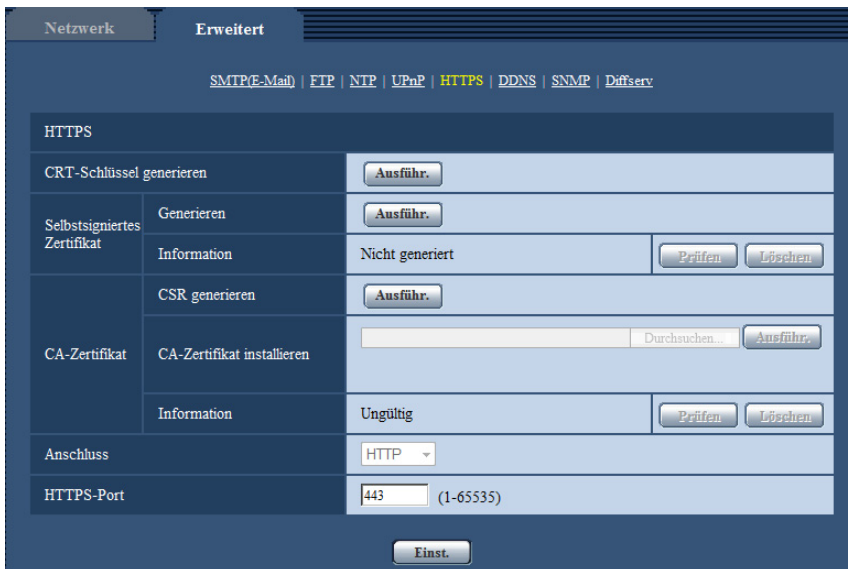 Netzwerk Erweitert
SMTP(E-Mail) | FTP | NTP | UPnP | HTTPS | DDNS | SNMP | Diffserv
HTTPS
CRT-Schlüssel generieren Ausführ.
Selbstsigniertes Zertifikat
Generieren Ausführ.
Information Nicht generiert Prüfen Löschen
CA-Zertifikat
CSR generieren Ausführ.
CA-Zertifikat installieren Durchsuchen... Ausführ.
Information Ungültig Prüfen Löschen
Anschluss HTTP
HTTPS-Port 443 (1-65535)
Einst.